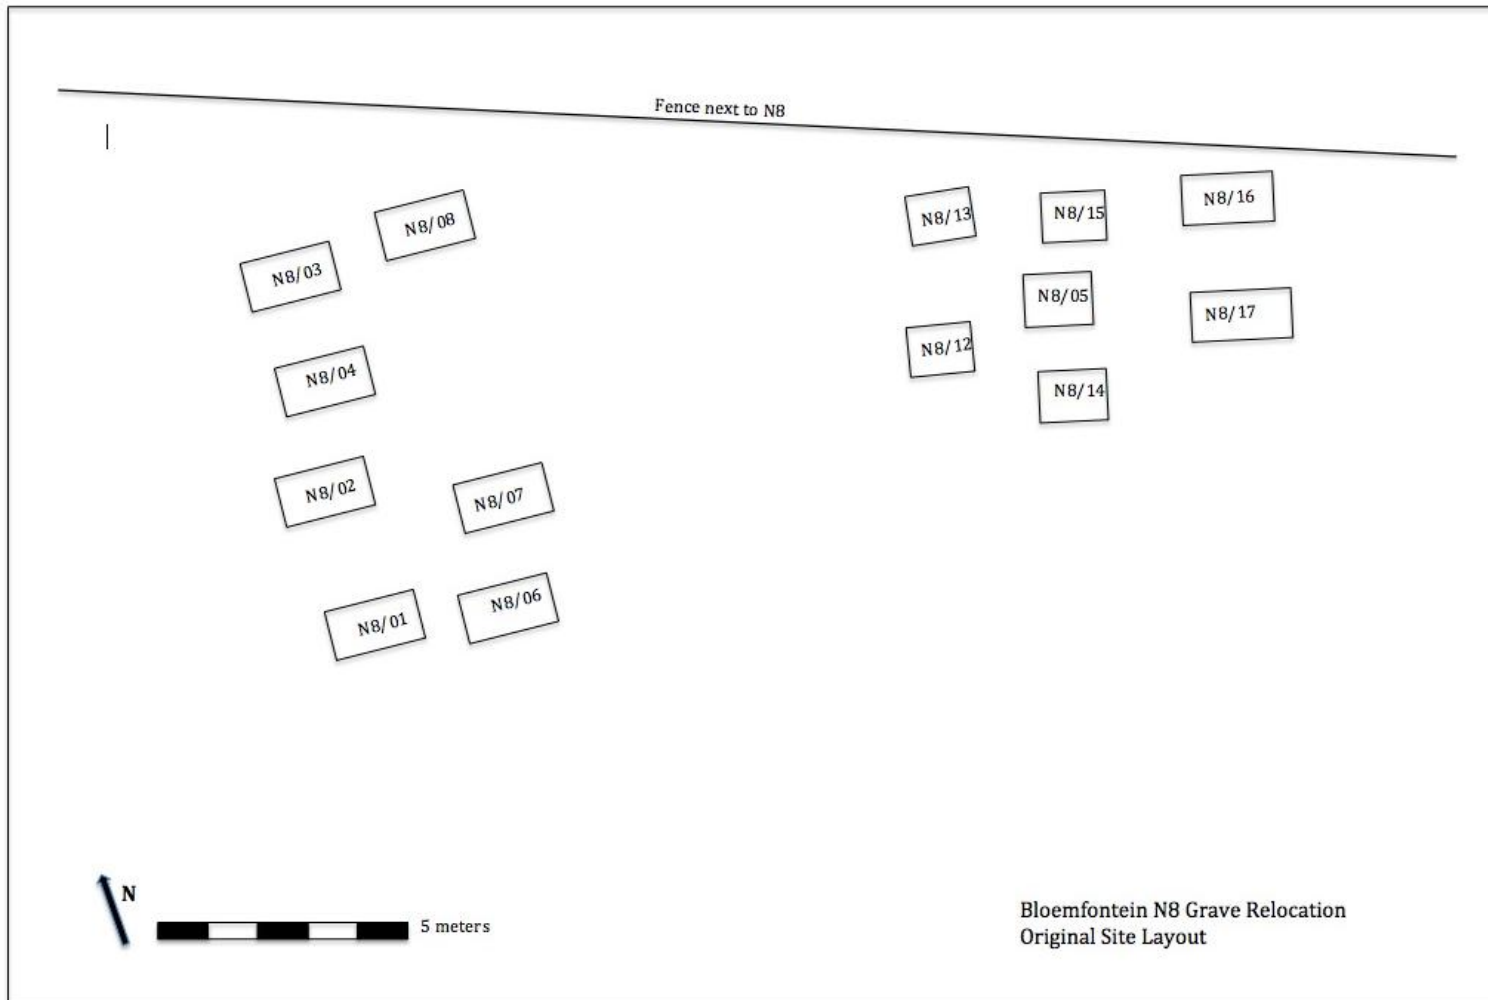 Fence next to N8
N8/08
N8/03
N8/04
N8/02
N8/07
N8/01
N8/06
N8/13
N8/15
N8/16
N8/05
N8/17
N8/12
N8/14
N
5 meters
Bloemfontein N8 Grave Relocation
Original Site Layout